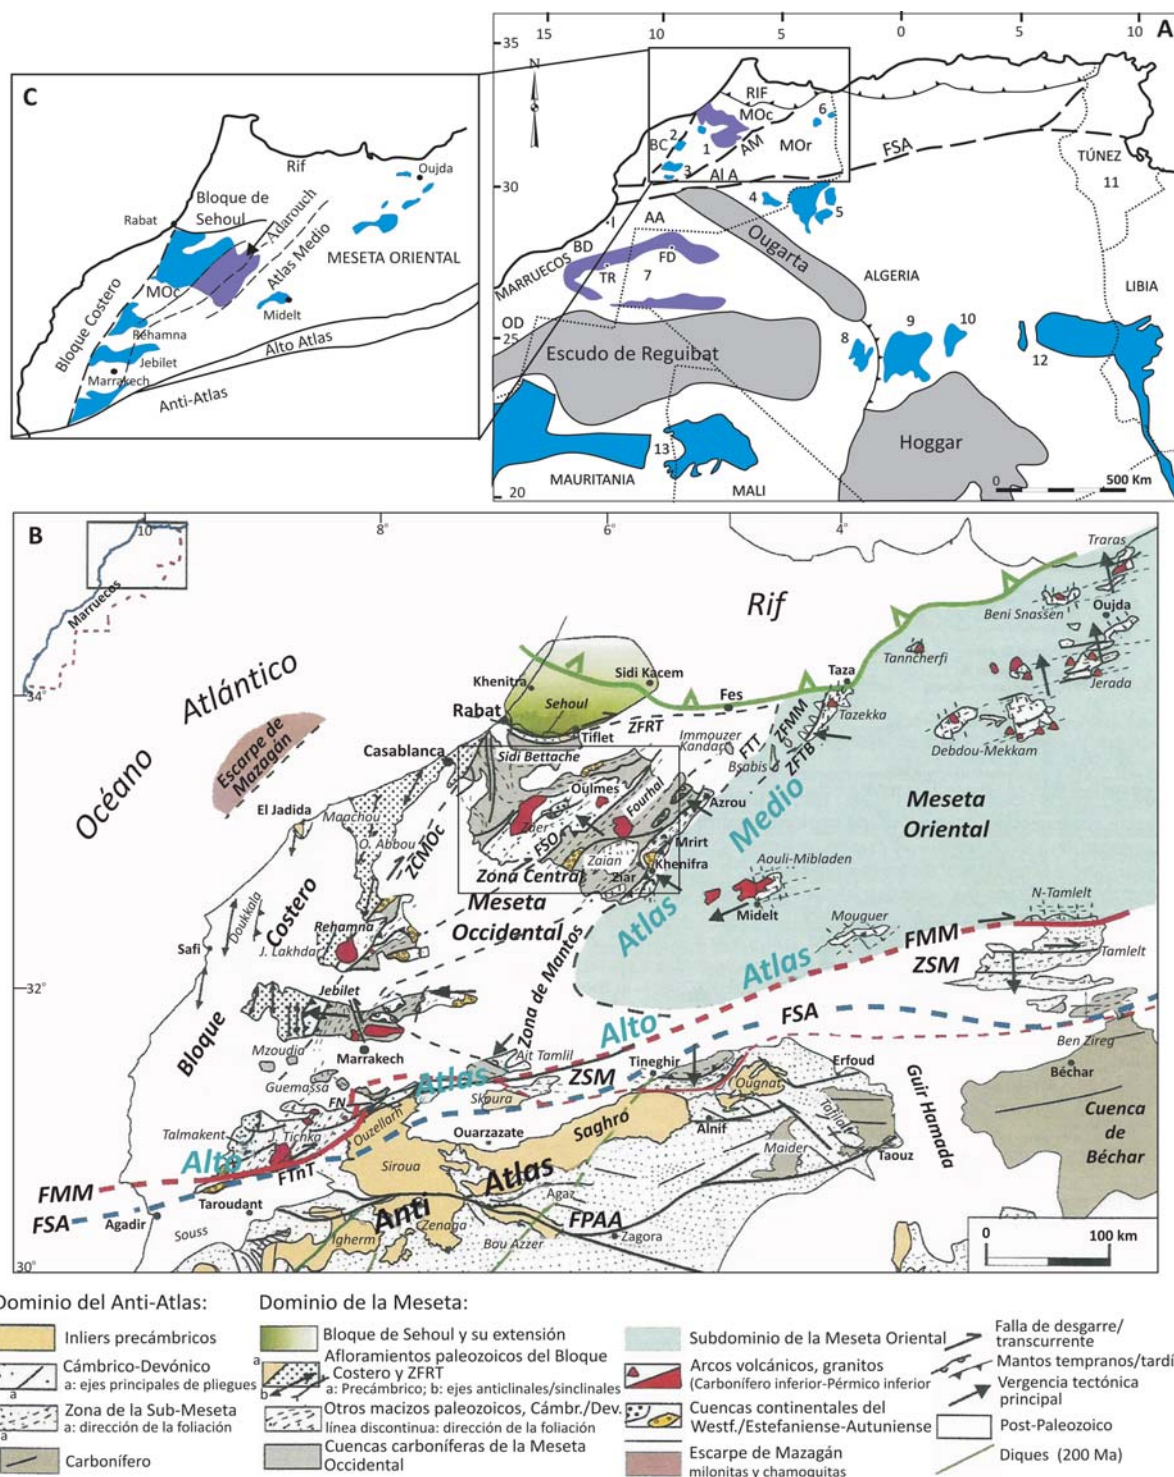 A
15
10
5
0
5
10
35
30
25
20
N
RIF
MOc
MOr
BC
AM
Al A
FSA
AA
BD
I
TR
FD
OD
1
2
3
4
5
6
7
8
9
10
11
12
13
MARRUECOS
ALGERIA
TÚNEZ
LIBIA
Ougarta
Escudo de Reguibat
Hoggar
MAURITANIA
MALI
0
500 Km
C
Rif
Oujda
Bloque de
Sehoul
Rabat
Adarouch
Atlas Medio
MESETA ORIENTAL
MOc
Midelt
Bloque Costero
Rehamna
Jebilet
Marrakech
Alto Atlas
Anti-Atlas
B
10
8°
6°
4°
34°
32°
30°
Marruecos
Océano
Atlántico
Rif
Traras
Beni Snassen
Oujda
Tanncherfi
Jerada
Debdou-Mekkam
Khenitra
Sidi Kacem
Sehoul
Rabat
Tiflet
ZFRT
Fes
Taza
Tazekka
ZFMM
ZFTB
FTT
Immouzer
Kandar
Bsabis
Casablanca
Sidi Bettache
Escarpe de
Mazagán
El Jadida
Maachou
O. Abbou
ZCMOc
Oulmes
Fourhal
Zaer
FSO
Azrou
Mrirt
Khenifra
Zaian
Ziar
Zona Central
Meseta
Occidental
Atlas
Medio
Meseta
Oriental
Aouli-Mibladen
Midelt
Mouguer
N-Tamlelt
Tamlelt
FMM
ZSM
FSA
Doukkala
Safi
Bloque
Costero
Rehamna
J. Lakhda
Jebilet
Mzoudia
Marrakech
Guemassa
Zona de Mantos
Ait Tamlil
Alto
Atlas
Alto
Atlas
ZSM
Skoura
Tineghir
Ougnat
Erfoud
Guir Hamada
Ben Zireg
Béchar
Cuenca
de
Béchar
FN
Talmakent
J. Tichka
Ouzellarh
Alto
FTnT
FMM
FSA
Agadir
Taroudant
Souss
Ouarzazate
Siroua
Saghro
Alnif
Maider
Tafilalt
Taouz
Anti
Atlas
Agaz
FPAA
Zagora
Igherm
Zenaga
Bou Azzer
0
100 km
Dominio del Anti-Atlas:
Inliers precámbricos
Cámbrico-Devónico
a: ejes principales de pliegues
a
Zona de la Sub-Meseta
a: dirección de la foliación
a
Carbonífero
Dominio de la Meseta:
Bloque de Sehoul y su extensión
Afloramientos paleozoicos del Bloque
Costero y ZFRT
a: Precámbrico; b: ejes anticlinales/sinclinales
a
b
Otros macizos paleozoicos, Cámbr./Dev.
línea discontinua: dirección de la foliación
Cuencas carboníferas de la Meseta
Occidental
Subdominio de la Meseta Oriental
Arcos volcánicos, granitos
(Carbonífero inferior-Pérmico inferior
Cuencas continentales del
Westf./Estefaniense-Autuniense
Escarpe de Mazagán
milonitas y charnoquitas
Falla de desgarre/
transcurrente
Mantos tempranos/tardí
Vergencia tectónica
principal
Post-Paleozoico
Diques (200 Ma)